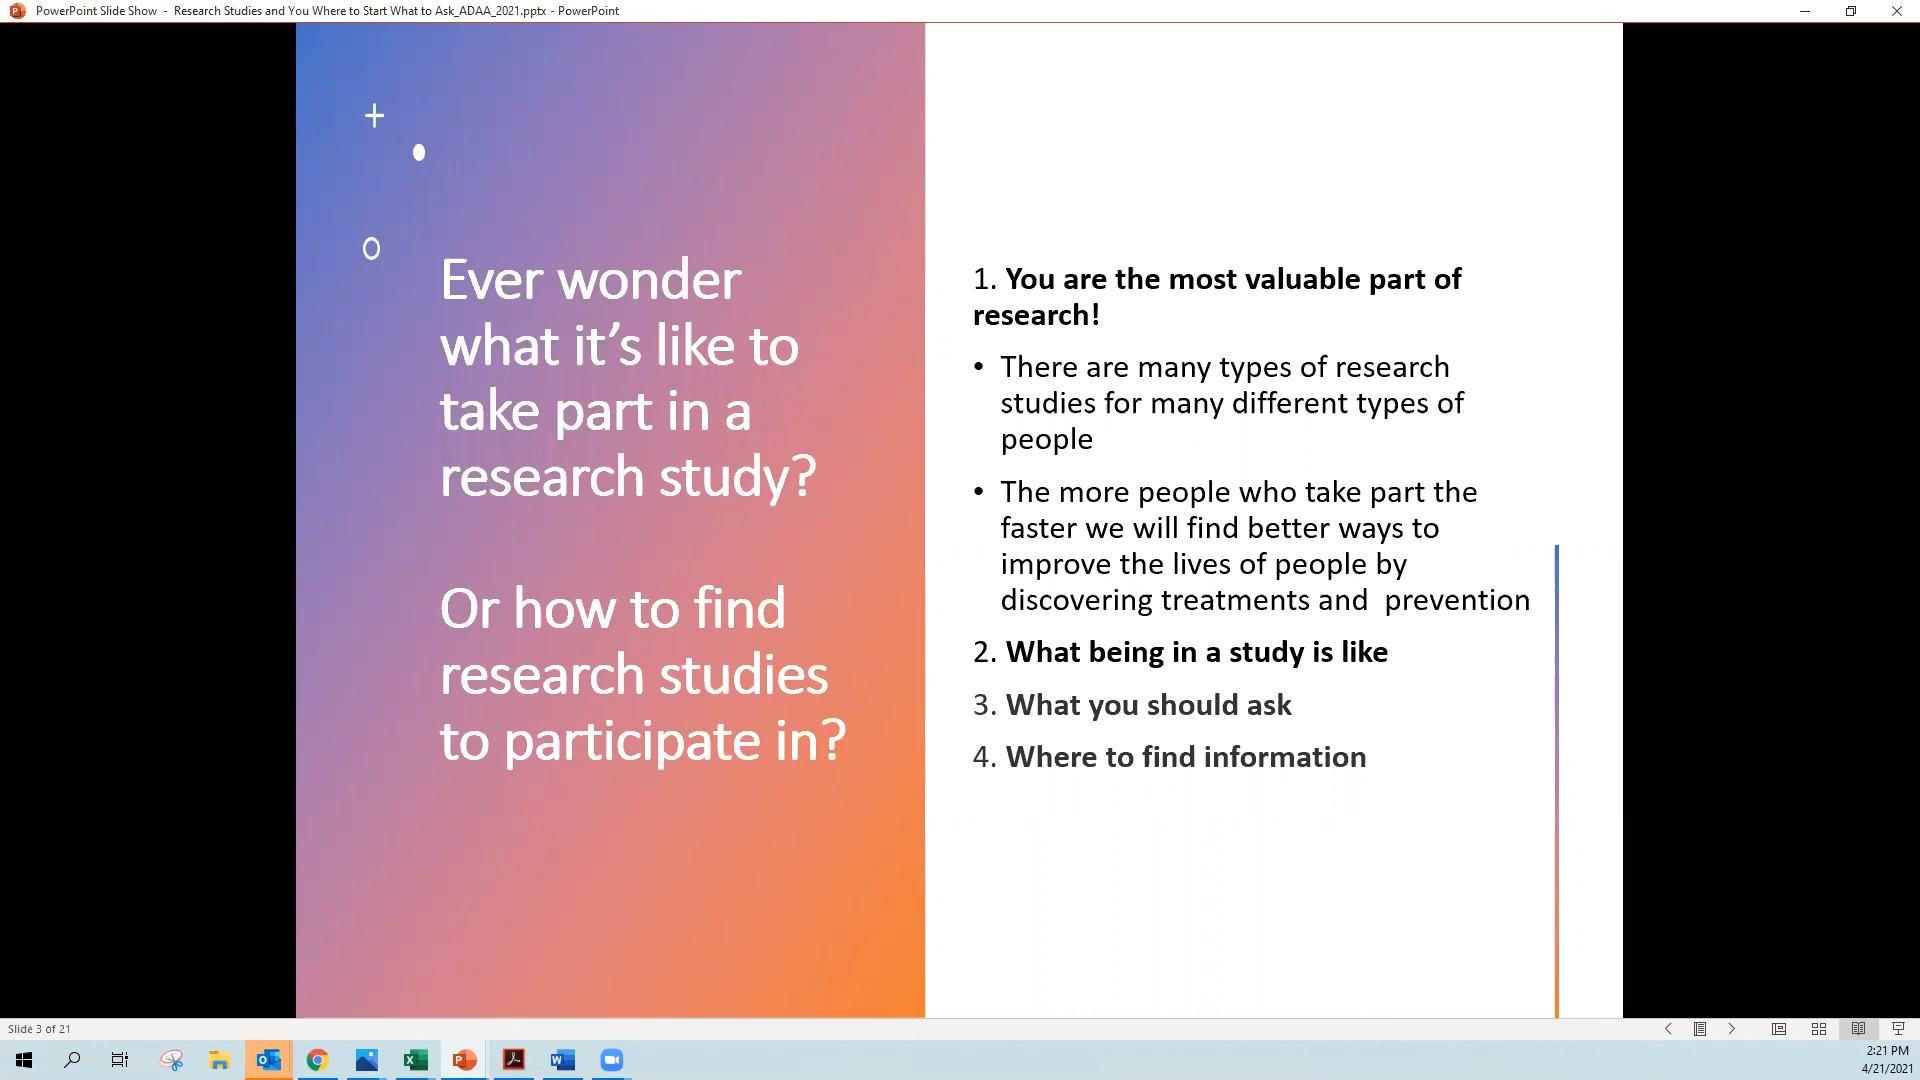 PowerPoint Slide Show - Research Studies and You Where to Start What to Ask_ADAA_2021.pptx - PowerPoint
Ever wonder
what it’s like to
take part in a
research study?
Or how to find
research studies
to participate in?
1. You are the most valuable part of
research!
• There are many types of research
studies for many different types of
people
• The more people who take part the
faster we will find better ways to
improve the lives of people by
discovering treatments and  prevention
2. What being in a study is like
3. What you should ask
4. Where to find information
Slide 3 of 21
2:21 PM
4/21/2021